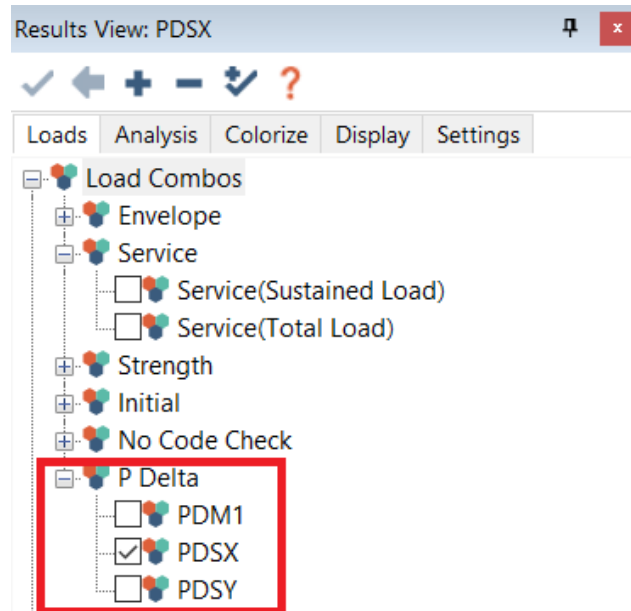 Results View: PDSX
Loads Analysis Colorize Display Settings
Load Combos
Envelope
Service
Service(Sustained Load)
Service(Total Load)
Strength
Initial
No Code Check
P Delta
PDM1
PDSX
PDSY